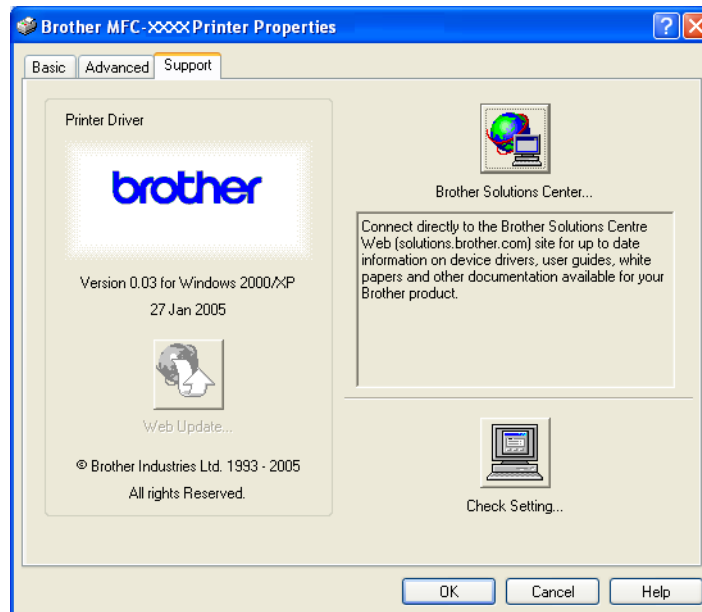 Brother MFC-XXXX Printer Properties
Basic Advanced Support
Printer Driver
brother
Version 0.03 for Windows 2000/XP
27 Jan 2005
Web Update...
© Brother Industries Ltd. 1993 - 2005
All rights Reserved.
Brother Solutions Center...
Connect directly to the Brother Solutions Centre
Web (solutions.brother.com) site for up to date
information on device drivers, user guides, white
papers and other documentation available for your
Brother product.
Check Setting...
OK Cancel Help